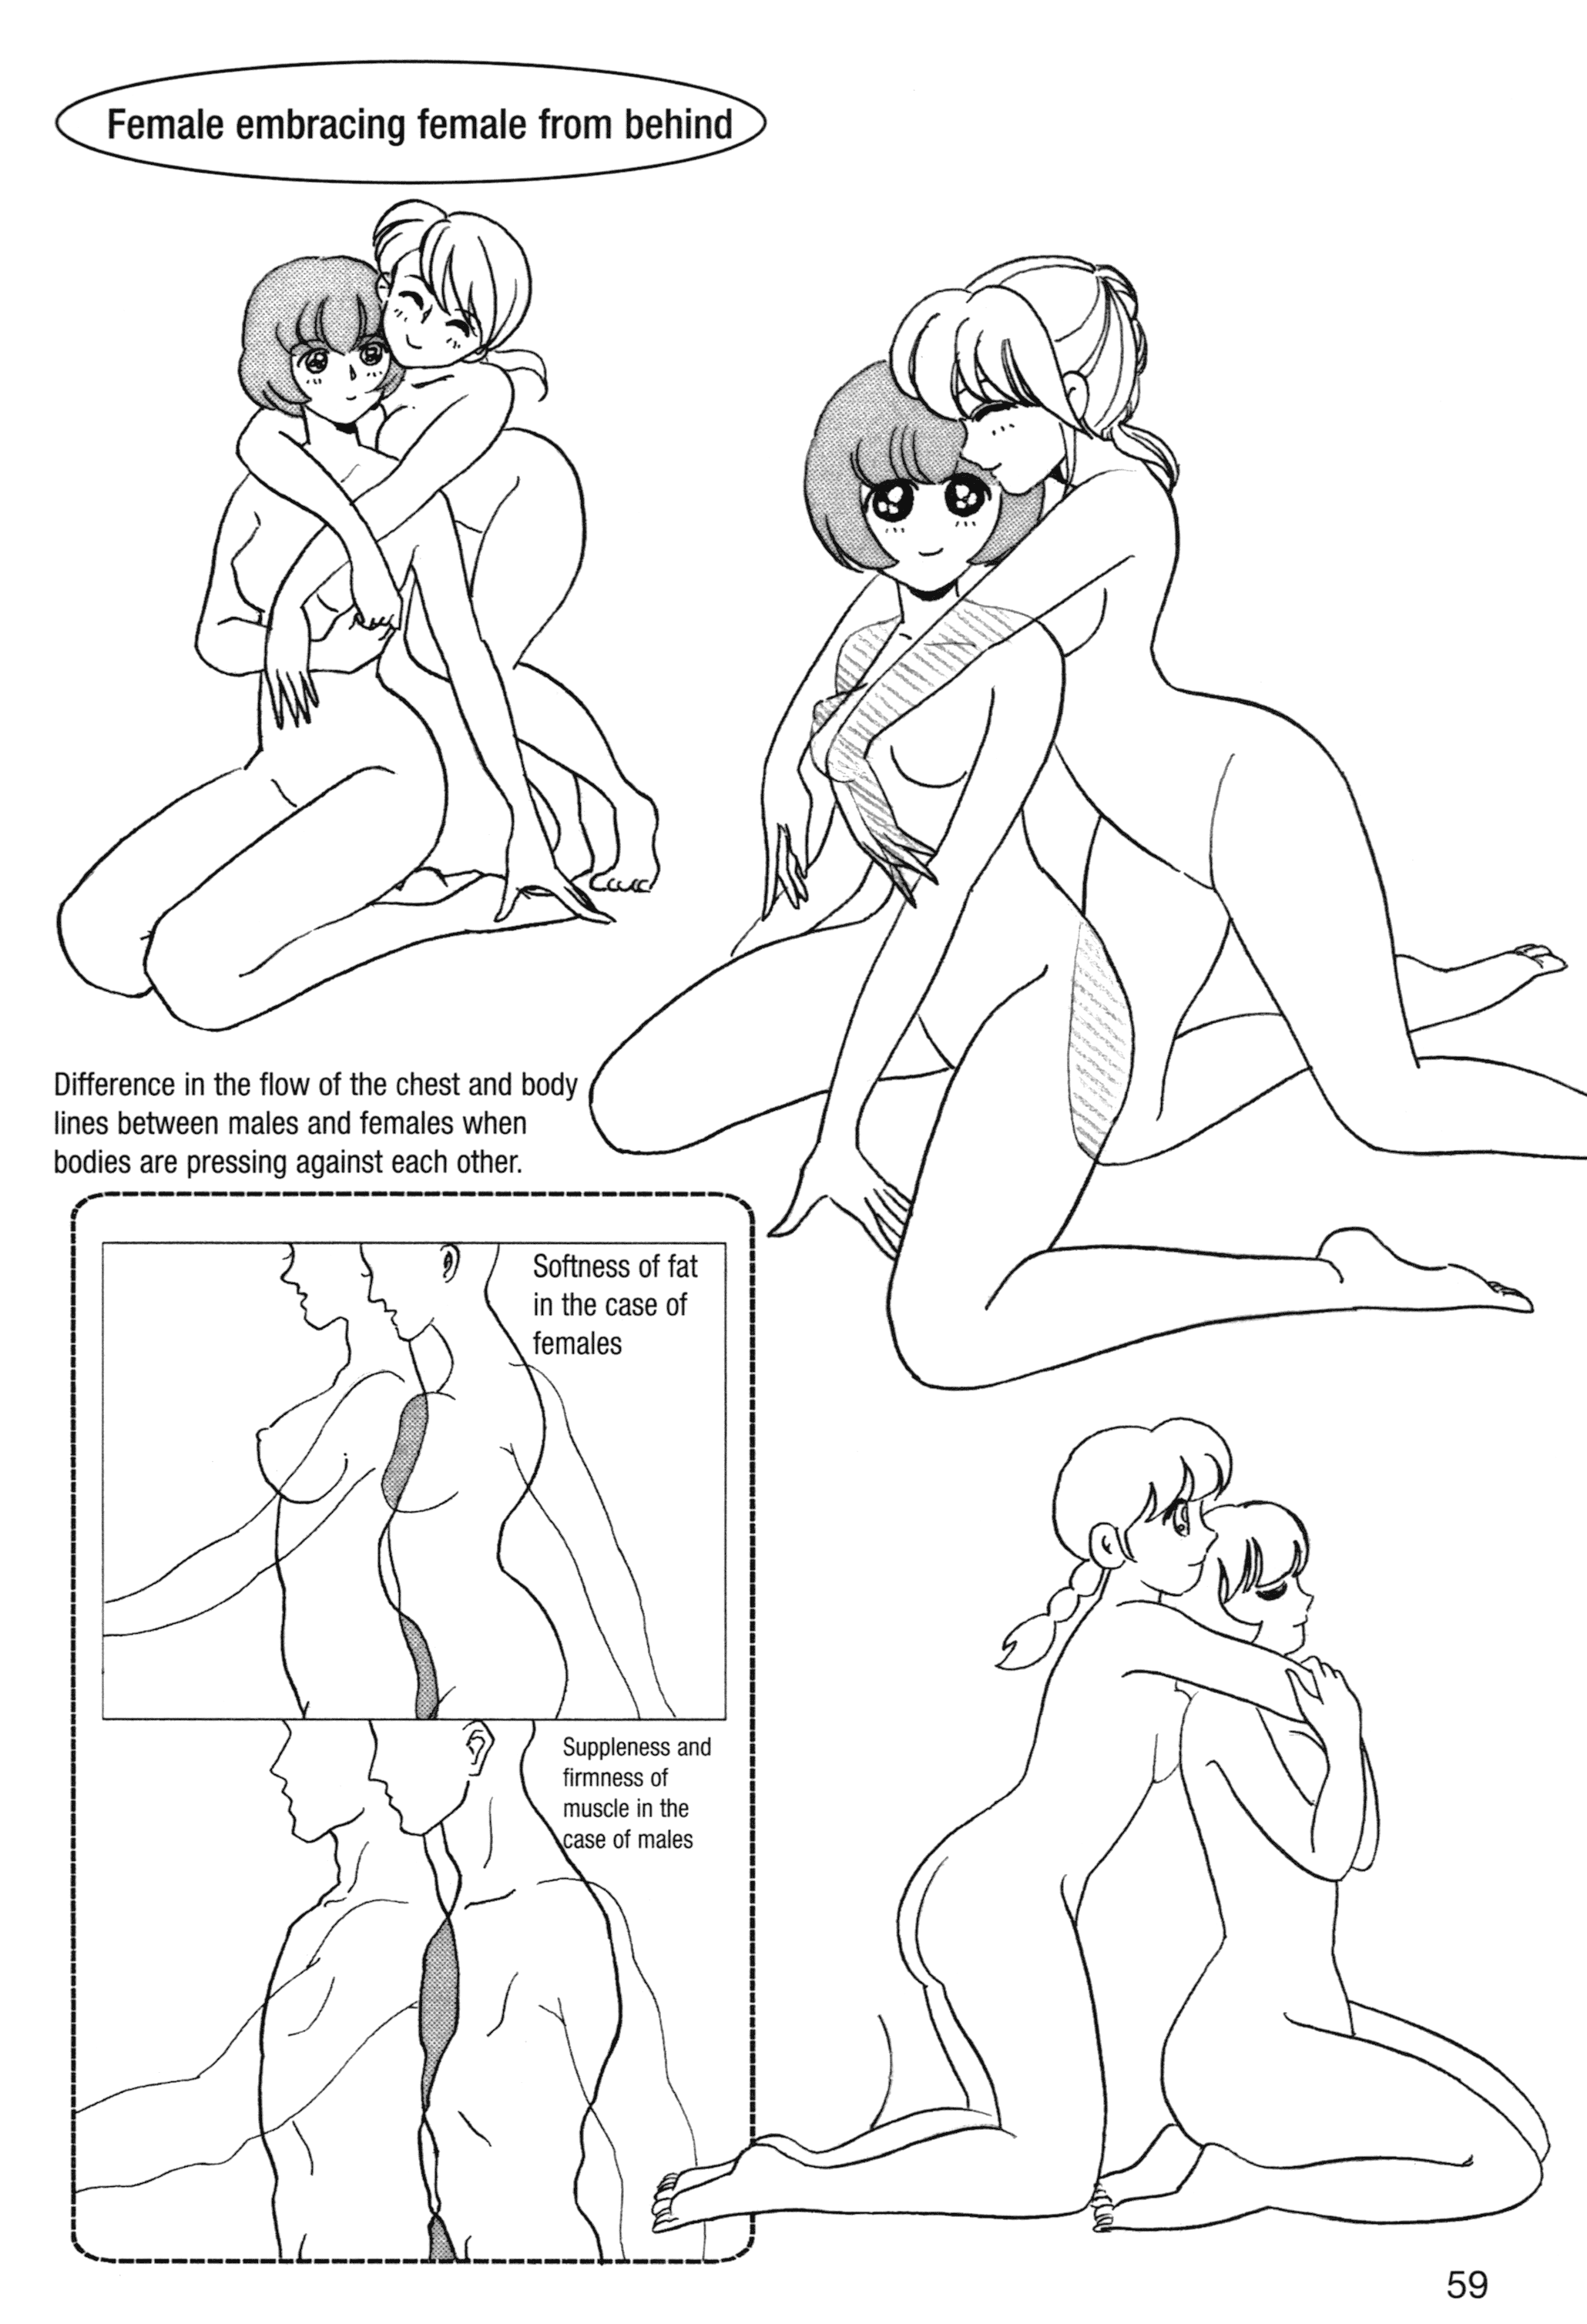 Female embracing female from behind
Difference in the flow of the chest and body
lines between males and females when
bodies are pressing against each other.
Softness of fat
in the case of
females
Suppleness and
firmness of
muscle in the
case of males
59